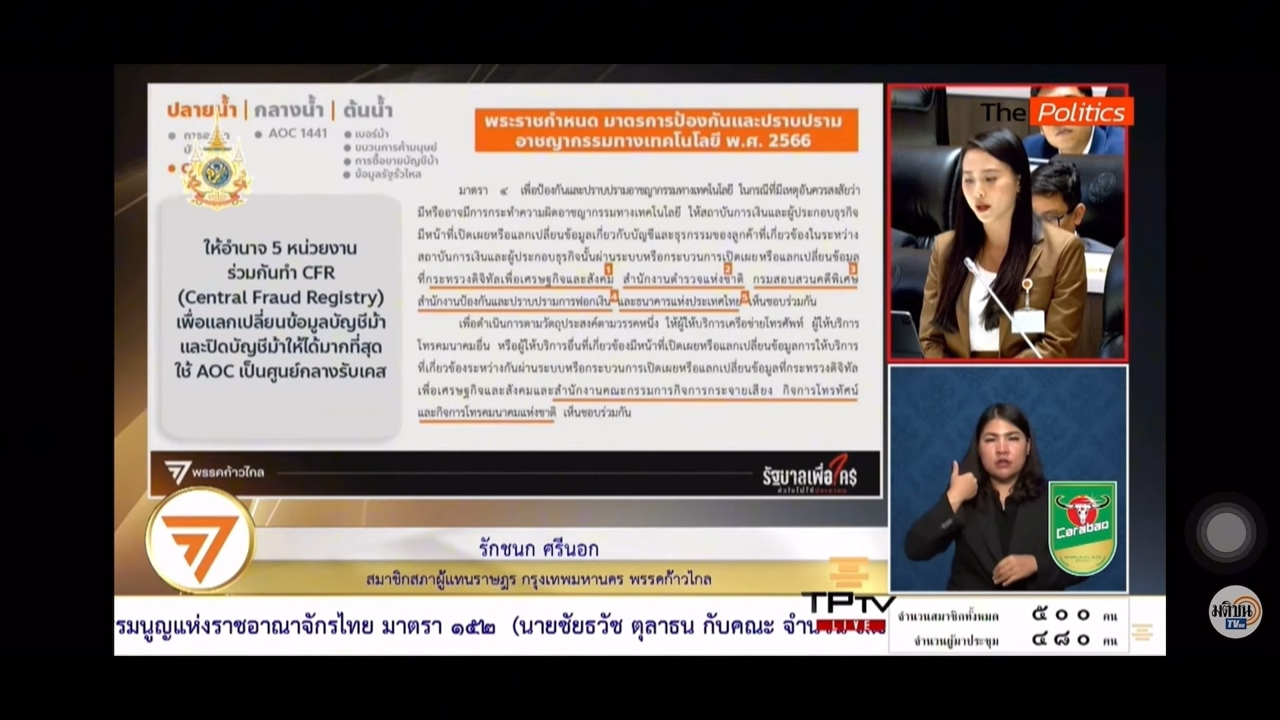 ปลายน้ำ | กลางน้ำ | ต้นน้ำ
AOC 1441
เบอร์ม้า
ขบวนการค้ามนุษย์
การซื้อขายบัญชีม้า
ข้อมูลรัฐรั่วไหล
พระราชกำหนด มาตรการป้องกันและปราบปราม
อาชญากรรมทางเทคโนโลยี พ.ศ. 2566
ให้อำนาจ 5 หน่วยงาน
ร่วมกันทำ CFR
(Central Fraud Registry)
เพื่อแลกเปลี่ยนข้อมูลบัญชีม้า
และปิดบัญชีม้าให้ได้มากที่สุด
ใช้ AOC เป็นศูนย์กลางรับเคส
มาตรา ๔ เพื่อป้องกันและปราบปรามอาชญากรรมทางเทคโนโลยี ในกรณีที่มีเหตุอันควรสงสัยว่า
มีหรืออาจมีการกระทำความผิดอาชญากรรมทางเทคโนโลยี ให้สถาบันการเงินและผู้ประกอบธุรกิจ
มีหน้าที่เปิดเผยหรือแลกเปลี่ยนข้อมูลเกี่ยวกับบัญชีและธุรกรรมของลูกค้าที่เกี่ยวข้องในระหว่าง
สถาบันการเงินและผู้ประกอบธุรกิจนั้นผ่านระบบหรือกระบวนการเปิดเผยหรือแลกเปลี่ยนข้อมูล
ที่กระทรวงดิจิทัลเพื่อเศรษฐกิจและสังคม 1 สำนักงานตำรวจแห่งชาติ 2 กรมสอบสวนคดีพิเศษ 3
สำนักงานป้องกันและปราบปรามการฟอกเงิน 4 และธนาคารแห่งประเทศไทย 5 เห็นชอบร่วมกัน
เพื่อดำเนินการตามวัตถุประสงค์ตามวรรคหนึ่ง ให้ผู้ให้บริการเครือข่ายโทรศัพท์ ผู้ให้บริการ
โทรคมนาคมอื่น หรือผู้ให้บริการอื่นที่เกี่ยวข้องมีหน้าที่เปิดเผยหรือแลกเปลี่ยนข้อมูลการให้บริการ
ที่เกี่ยวข้องระหว่างกันผ่านระบบหรือกระบวนการเปิดเผยหรือแลกเปลี่ยนข้อมูลที่กระทรวงดิจิทัล
เพื่อเศรษฐกิจและสังคมและสำนักงานคณะกรรมการกิจการกระจายเสียง กิจการโทรทัศน์
และกิจการโทรคมนาคมแห่งชาติ เห็นชอบร่วมกัน
พรรคก้าวไกล
รัฐบาลเพื่อใคร
The Politics
Carabao
รักชนก ศรีนอก
สมาชิกสภาผู้แทนราษฎร กรุงเทพมหานคร พรรคก้าวไกล
TPTV
LIVE
รมนูญแห่งราชอาณาจักรไทย มาตรา ๑๕๒ (นายชัยธวัช ตุลาธน กับคณะ
จำนวนสมาชิกทั้งหมด ๕๐๐ คน
จำนวนผู้มาประชุม ๔๘๐ คน
มติชน
TV